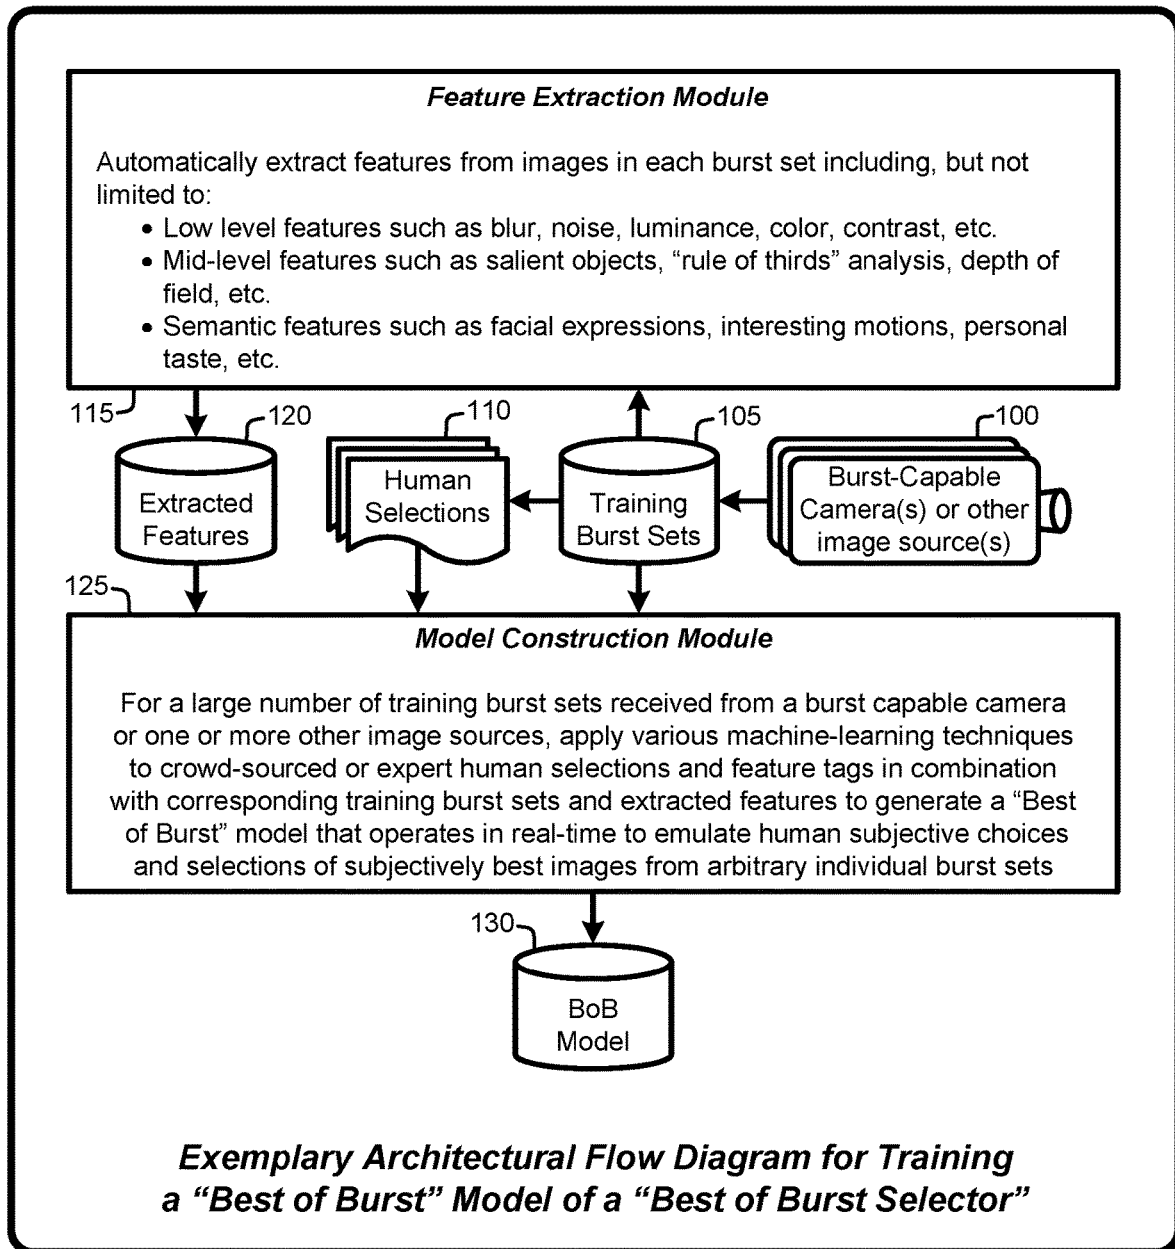 Feature Extraction Module
Automatically extract features from images in each burst set including, but not
limited to:
• Low level features such as blur, noise, luminance, color, contrast, etc.
• Mid-level features such as salient objects, “rule of thirds” analysis, depth of
field, etc.
• Semantic features such as facial expressions, interesting motions, personal
taste, etc.
115
120
110
105
100
Extracted
Features
Human
Selections
Training
Burst Sets
Burst-Capable
Camera(s) or other
image source(s)
125
Model Construction Module
For a large number of training burst sets received from a burst capable camera
or one or more other image sources, apply various machine-learning techniques
to crowd-sourced or expert human selections and feature tags in combination
with corresponding training burst sets and extracted features to generate a “Best
of Burst” model that operates in real-time to emulate human subjective choices
and selections of subjectively best images from arbitrary individual burst sets
130
BoB
Model
Exemplary Architectural Flow Diagram for Training
a “Best of Burst” Model of a “Best of Burst Selector”